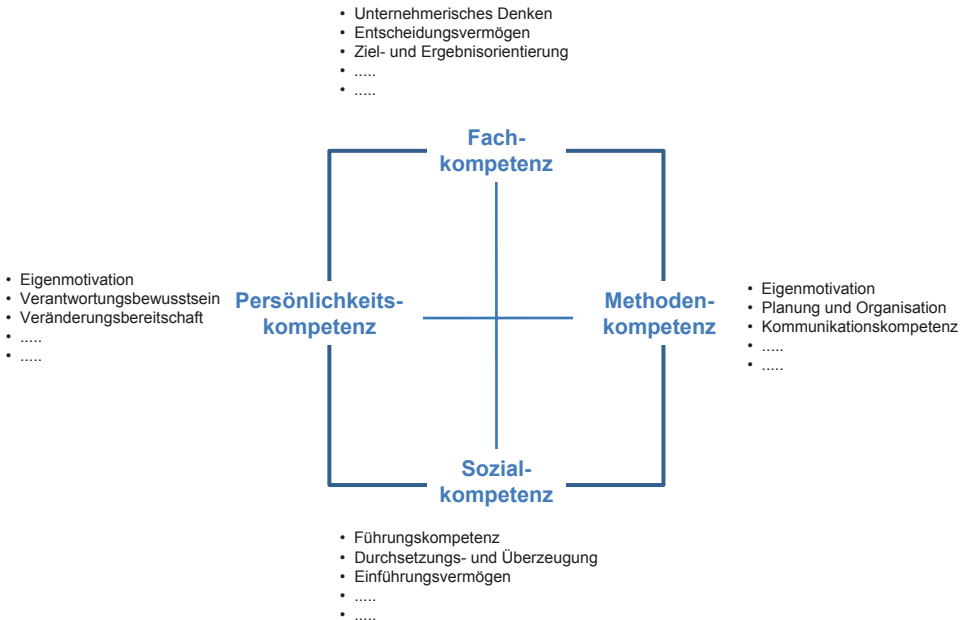 • Unternehmerisches Denken
• Entscheidungsvermögen
• Ziel- und Ergebnisorientierung
• .....
• .....
Fach-
kompetenz
• Eigenmotivation
• Verantwortungsbewusstsein
• Veränderungsbereitschaft
• .....
• .....
Persönlichkeits-
kompetenz
Methoden-
kompetenz
• Eigenmotivation
• Planung und Organisation
• Kommunikationskompetenz
• .....
• .....
Sozial-
kompetenz
• Führungskompetenz
• Durchsetzungs- und Überzeugung
• Einführungsvermögen
• .....
• .....